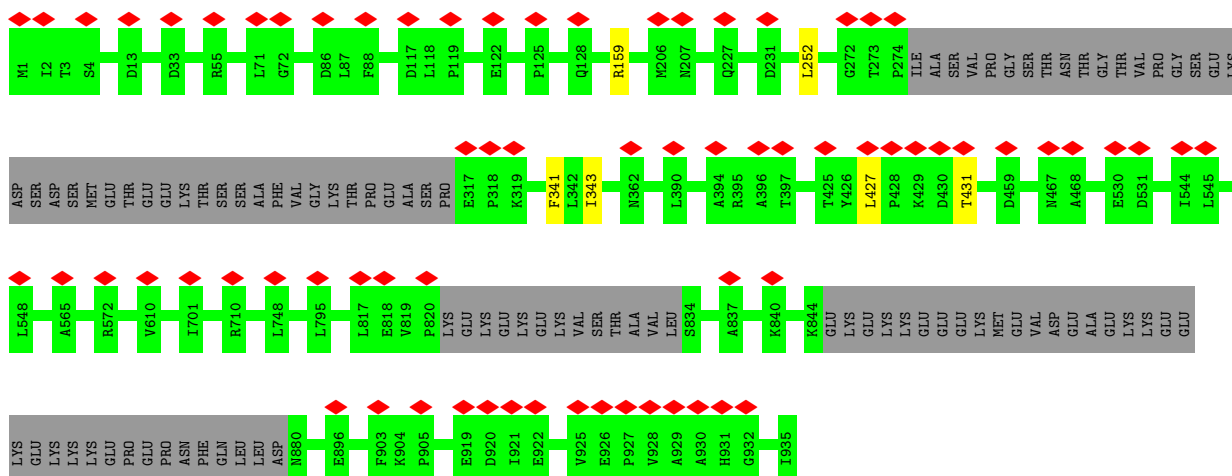 M1 I2 T3 S4 D13 D33 R55 L71 G72 D86 L87 F88 D117 L118 P119 E122 P125 Q128 R159 M206 N207 Q227 D231 L252 G272 T273 P274 ILE ALA SER VAL PRO GLY SER THR ASN THR GLY THR VAL PRO GLY SER GLU LYS
ASP SER ASP SER MET GLU THR GLU GLU LYS THR SER SER ALA PHE VAL GLY LYS THR PRO GLU ALA SER PRO E317 P318 K319 F341 L342 I343 N362 L390 A394 R395 A396 T397 T425 Y426 L427 P428 K429 D430 T431 D459 N467 A468 E530 D531 I544 L545
L548 A565 R572 V610 I701 R710 L748 L795 L817 E818 V819 P820 LYS GLU LYS GLU LYS GLU LYS VAL SER THR ALA VAL LEU S834 A837 K840 K844 GLU LYS GLU LYS LYS GLU GLU GLU LYS MET GLU VAL ASP GLU ALA GLU LYS LYS GLU GLU
LYS GLU LYS LYS LYS GLU PRO GLU PRO ASN PHE GLN LEU LEU ASP N880 E896 F903 K904 P905 E919 D920 I921 E922 V925 E926 P927 V928 A929 A930 H931 G932 I935